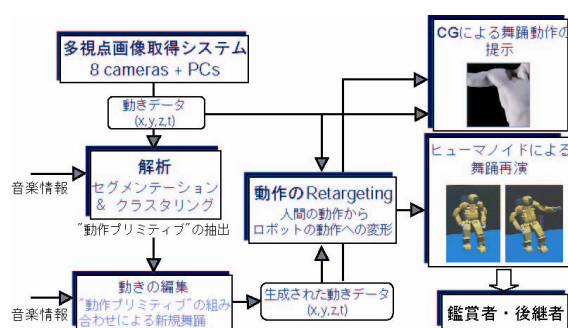 多視点画像取得システム
8 cameras + PCs
動きデータ
(x,y,z,t)
音楽情報
解析
セグメンテーション
& クラスタリング
"動作プリミティブ"の抽出
音楽情報
動きの編集
"動作プリミティブ"の組み
合わせによる新規舞踊
生成された動きデータ
(x,y,z,t)
動作のRetargeting
人間の動作から
ロボットの動作への変形
CGによる舞踊動作の
提示
ヒューマノイドによる
舞踊再演
鑑賞者・後継者